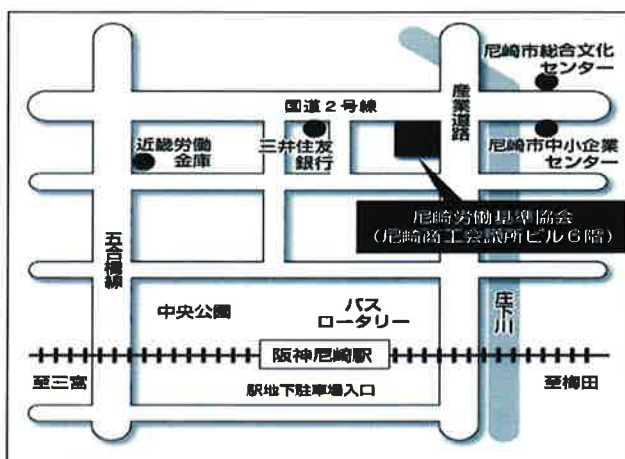 尼崎市総合文化
センター
国道2号線
産業道路
近畿労働
金庫
三井住友
銀行
尼崎市中小企業
センター
尼崎労働基準協会
(尼崎商工会議所ビル6階)
五合橋線
中央公園
バス
ロータリー
庄下川
阪神尼崎駅
至三宮
駅地下駐車場入口
至梅田